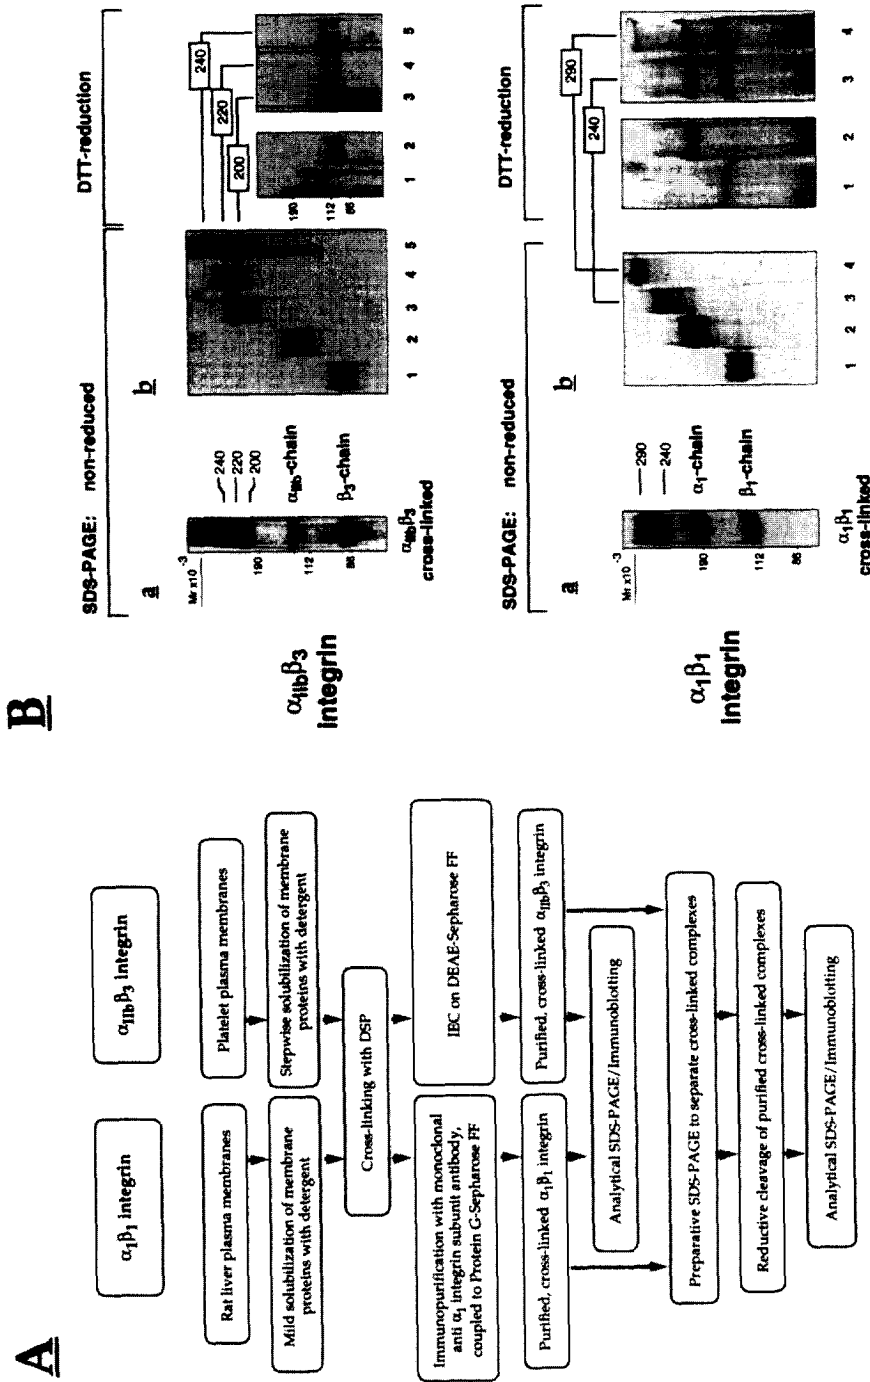 A
α1β1 integrin
αIIbβ3 integrin
Rat liver plasma membranes
Platelet plasma membranes
Mild solubilization of membrane
proteins with detergent
Stepwise solubilization of membrane
proteins with detergent
Cross-linking with DSP
Immunopurification with monoclonal
anti α1 integrin subunit antibody,
coupled to Protein G-Sepharose FF
IEC on DEAE-Sepharose FF
Purified, cross-linked α1β1 integrin
Purified, cross-linked αIIbβ3 integrin
Analytical SDS-PAGE/Immunoblotting
Preparative SDS-PAGE to separate cross-linked complexes
Reductive cleavage of purified cross-linked complexes
Analytical SDS-PAGE/Immunoblotting
B
SDS-PAGE: non-reduced
DTT-reduction
a
b
αIIbβ3
integrin
Mr x10 -3
190
112
86
240
220
200
αIIb-chain
β3-chain
αIIbβ3
cross-linked
1 2 3 4 5
240
220
200
190
112
86
1 2 3 4 5
SDS-PAGE: non-reduced
DTT-reduction
a
b
α1β1
integrin
Mr x10 -3
190
112
86
290
240
α1-chain
β1-chain
α1β1
cross-linked
1 2 3 4
290
240
1 2 3 4